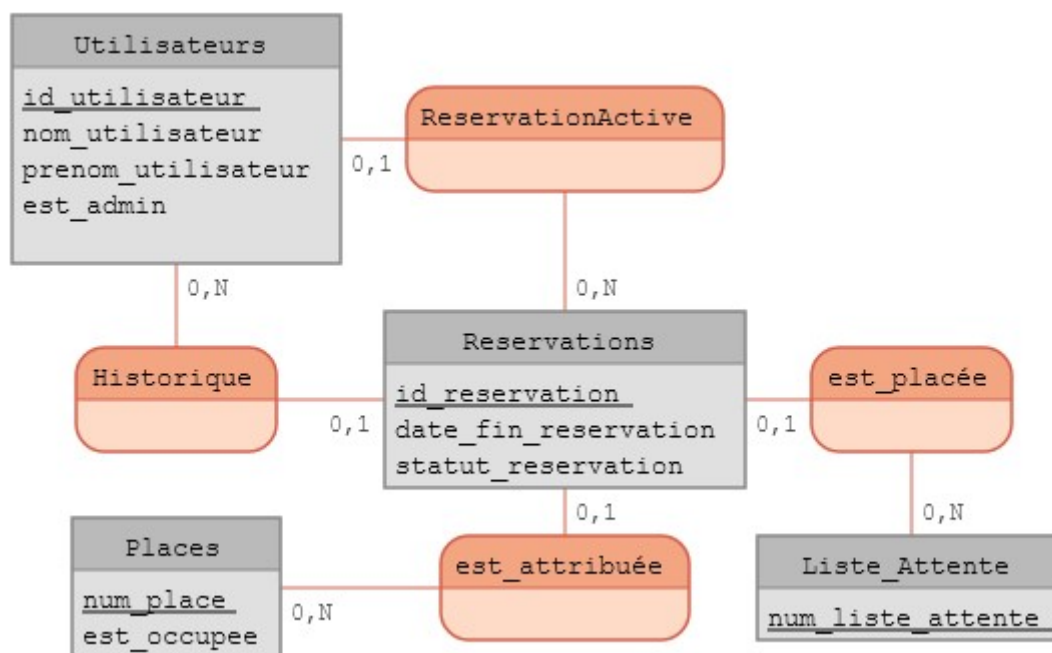 Utilisateurs
id_utilisateur
nom_utilisateur
prenom_utilisateur
est_admin
ReservationActive
0,1
0,N
0,N
Reservations
id_reservation
date_fin_reservation
statut_reservation
Historique
0,1
est_placée
0,1
0,1
0,N
Places
num_place
est_occupee
0,N
est_attribuée
Liste_Attente
num_liste_attente